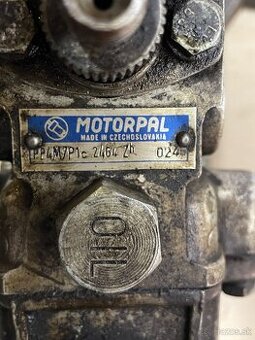 MOTORPAL
MADE IN CZECHOSLOVAKIA
PP4M7P1c 2464 Zh 024
OIL